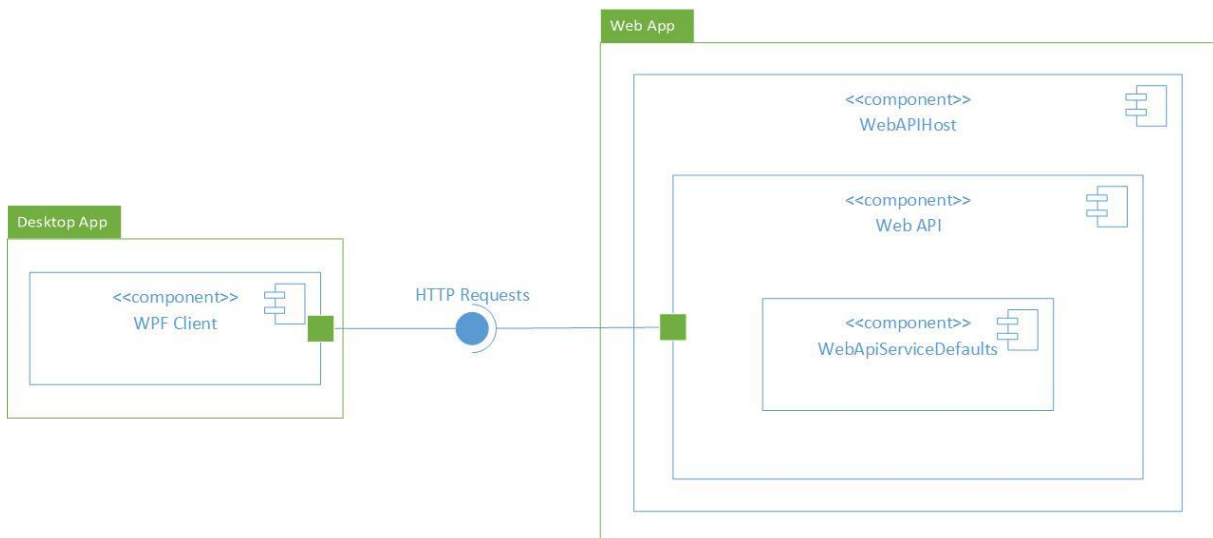 Web App
<<component>>
WebAPIHost
<<component>>
Web API
Desktop App
<<component>>
WPF Client
HTTP Requests
<<component>>
WebApiServiceDefaults